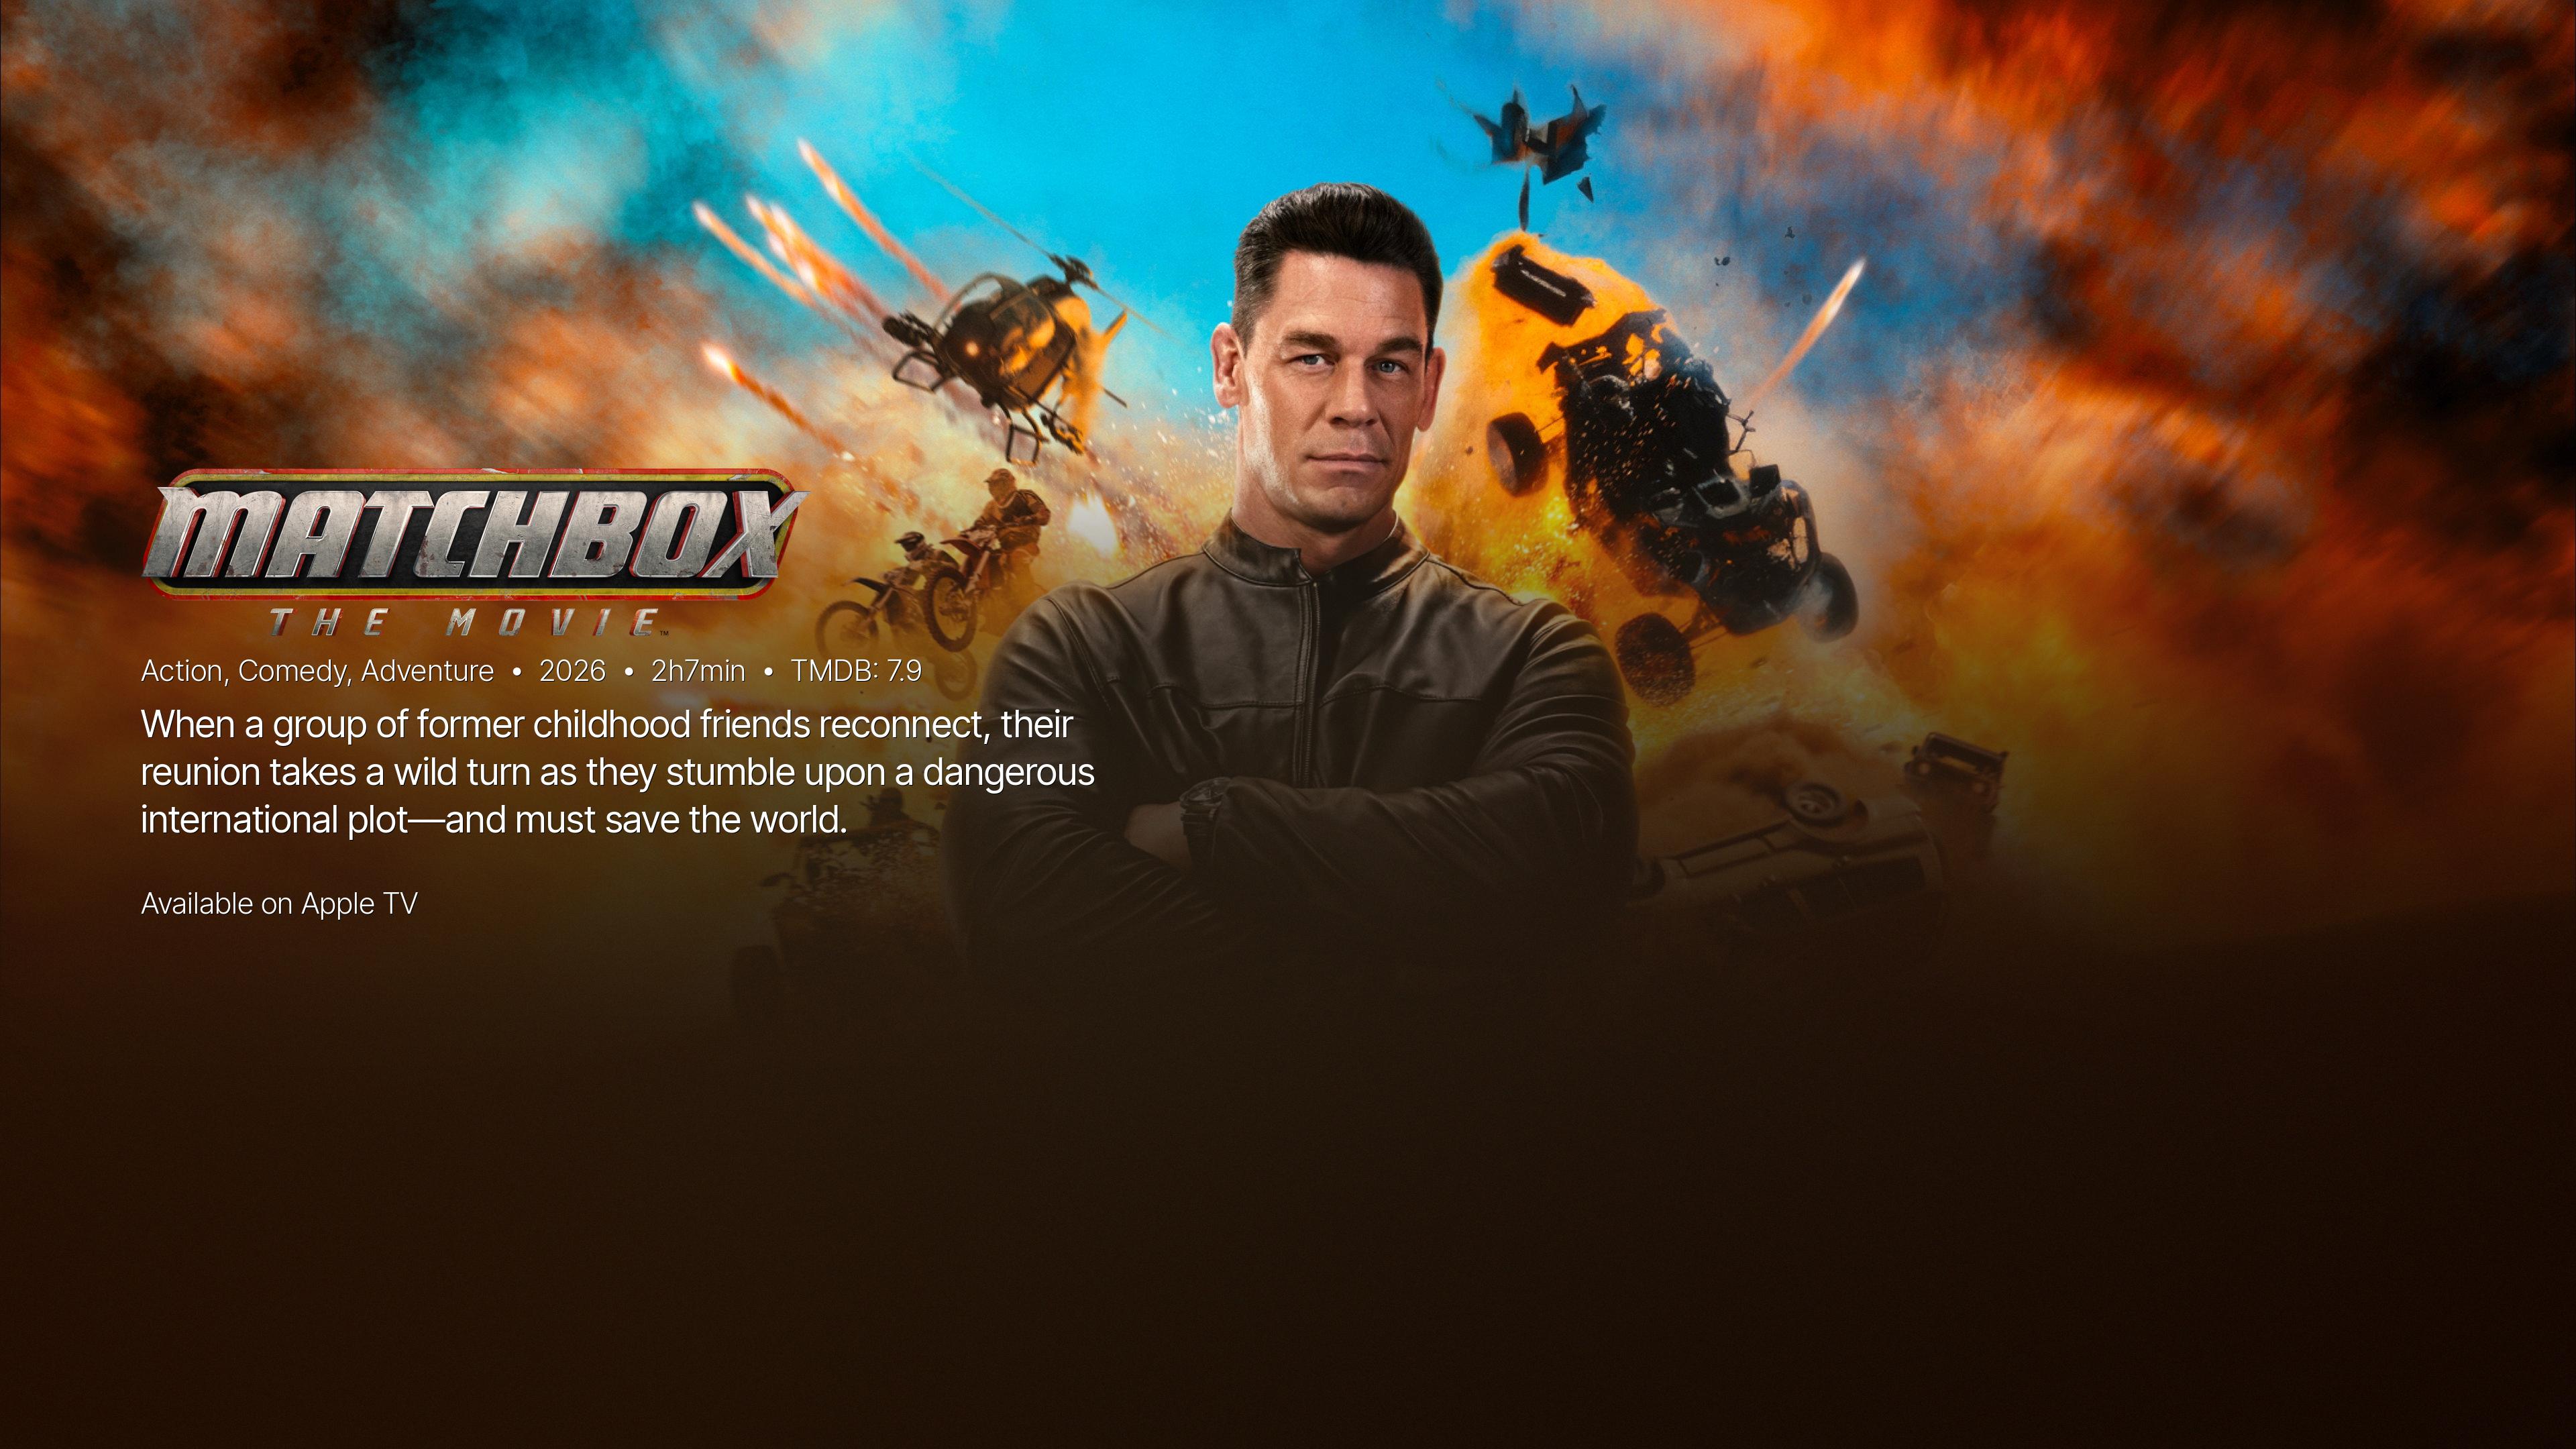 MATCHBOX
THE MOVIE™
Action, Comedy, Adventure • 2026 • 2h7min • TMDB: 7.9
When a group of former childhood friends reconnect, their
reunion takes a wild turn as they stumble upon a dangerous
international plot—and must save the world.
Available on Apple TV